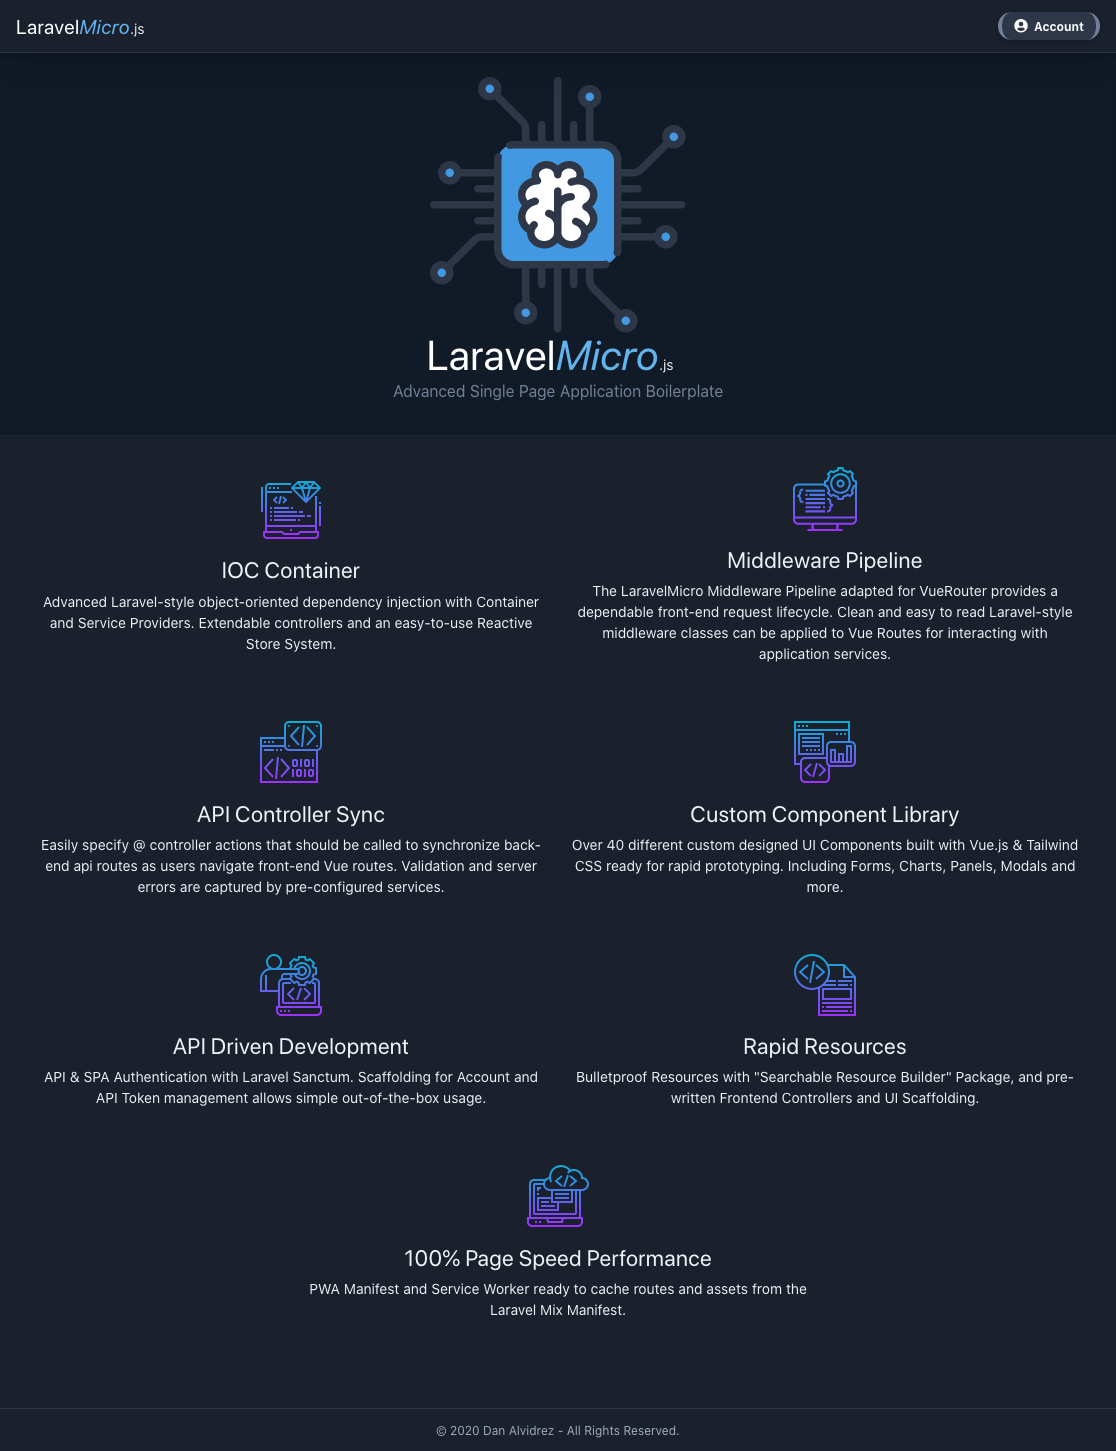 LaravelMicro.js
Account
LaravelMicro.js
Advanced Single Page Application Boilerplate
IOC Container
Advanced Laravel-style object-oriented dependency injection with Container
and Service Providers. Extendable controllers and an easy-to-use Reactive
Store System.
Middleware Pipeline
The LaravelMicro Middleware Pipeline adapted for VueRouter provides a
dependable front-end request lifecycle. Clean and easy to read Laravel-style
middleware classes can be applied to Vue Routes for interacting with
application services.
API Controller Sync
Easily specify @ controller actions that should be called to synchronize back-
end api routes as users navigate front-end Vue routes. Validation and server
errors are captured by pre-configured services.
Custom Component Library
Over 40 different custom designed UI Components built with Vue.js & Tailwind
CSS ready for rapid prototyping. Including Forms, Charts, Panels, Modals and
more.
API Driven Development
API & SPA Authentication with Laravel Sanctum. Scaffolding for Account and
API Token management allows simple out-of-the-box usage.
Rapid Resources
Bulletproof Resources with "Searchable Resource Builder" Package, and pre-
written Frontend Controllers and UI Scaffolding.
100% Page Speed Performance
PWA Manifest and Service Worker ready to cache routes and assets from the
Laravel Mix Manifest.
© 2020 Dan Alvidrez - All Rights Reserved.